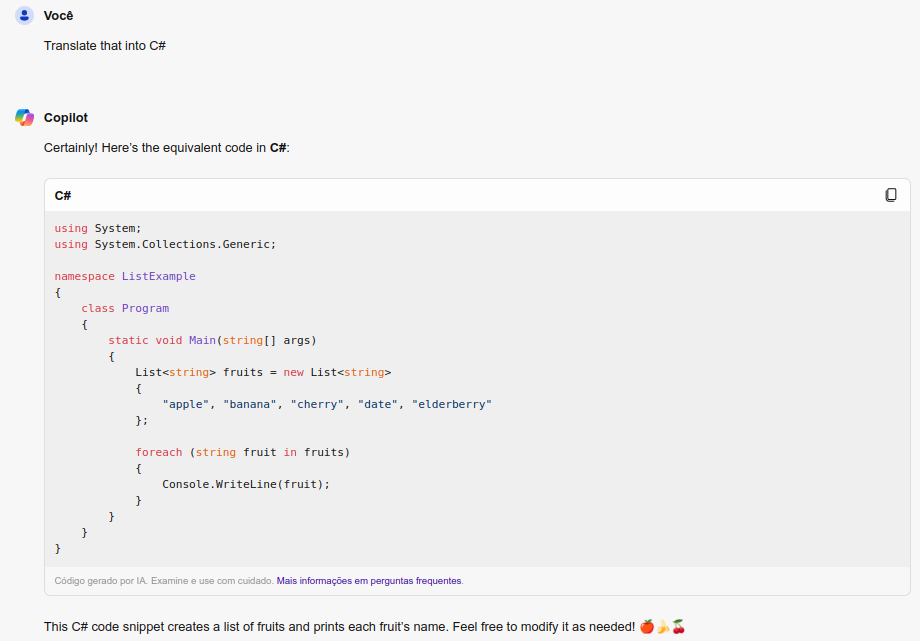 Você
Translate that into C#
Copilot
Certainly! Here’s the equivalent code in C#:
C#
using System;
using System.Collections.Generic;

namespace ListExample
{
    class Program
    {
        static void Main(string[] args)
        {
            List<string> fruits = new List<string>
            {
                "apple", "banana", "cherry", "date", "elderberry"
            };

            foreach (string fruit in fruits)
            {
                Console.WriteLine(fruit);
            }
        }
    }
}
Código gerado por IA. Examine e use com cuidado. Mais informações em perguntas frequentes.
This C# code snippet creates a list of fruits and prints each fruit’s name. Feel free to modify it as needed! 🍎🍌🍒